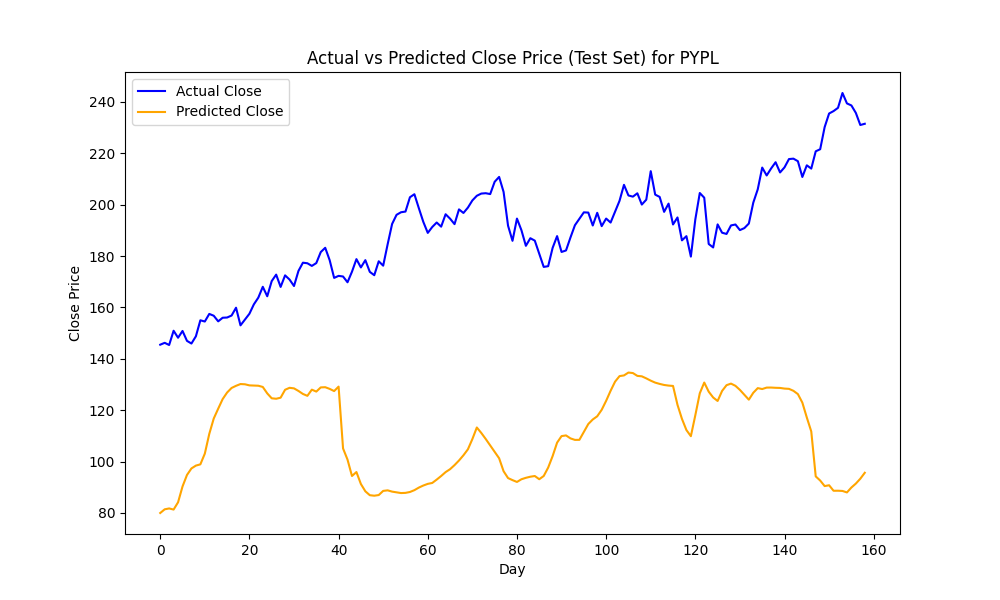 Actual vs Predicted Close Price (Test Set) for PYPL
Actual Close
Predicted Close
240
220
200
180
160
140
120
100
80
Close Price
0 20 40 60 80 100 120 140 160
Day